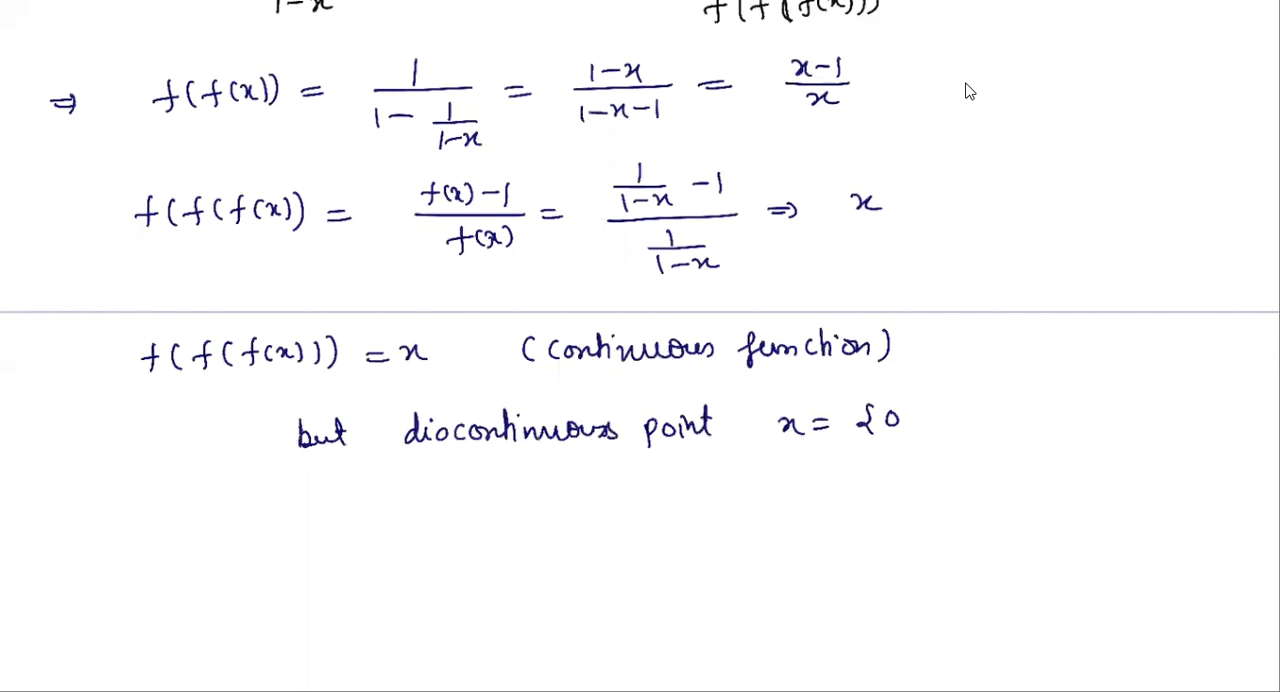 1-x f(f(f(x)))
⇒ f(f(x)) = 1/(1 - 1/(1-x)) = (1-x)/(1-x-1) = (x-1)/x
f(f(f(x)) = (f(x)-1)/f(x) = (1/(1-x) -1)/(1/(1-x)) ⇒ x
f(f(f(x))) = x (continuous function)
but diocontinuous point x = {0